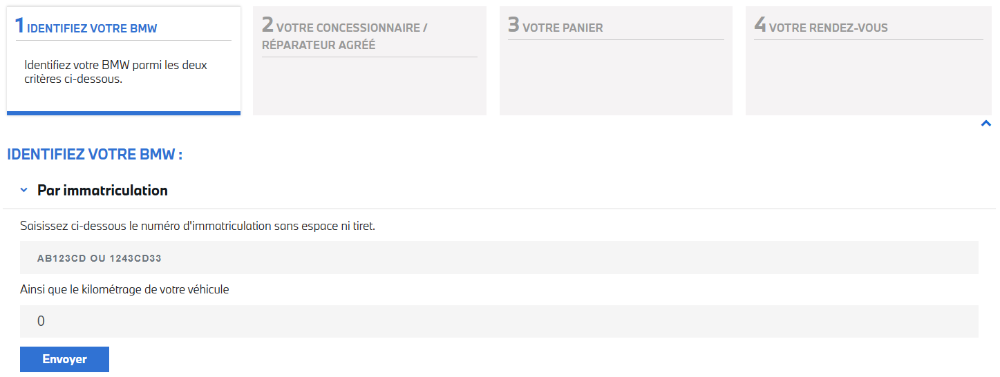 1 IDENTIFIEZ VOTRE BMW
Identifiez votre BMW parmi les deux
critères ci-dessous.
2 VOTRE CONCESSIONNAIRE /
RÉPARATEUR AGRÉÉ
3 VOTRE PANIER
4 VOTRE RENDEZ-VOUS
IDENTIFIEZ VOTRE BMW :
Par immatriculation
Saisissez ci-dessous le numéro d'immatriculation sans espace ni tiret.
AB123CD OU 1243CD33
Ainsi que le kilométrage de votre véhicule
0
Envoyer